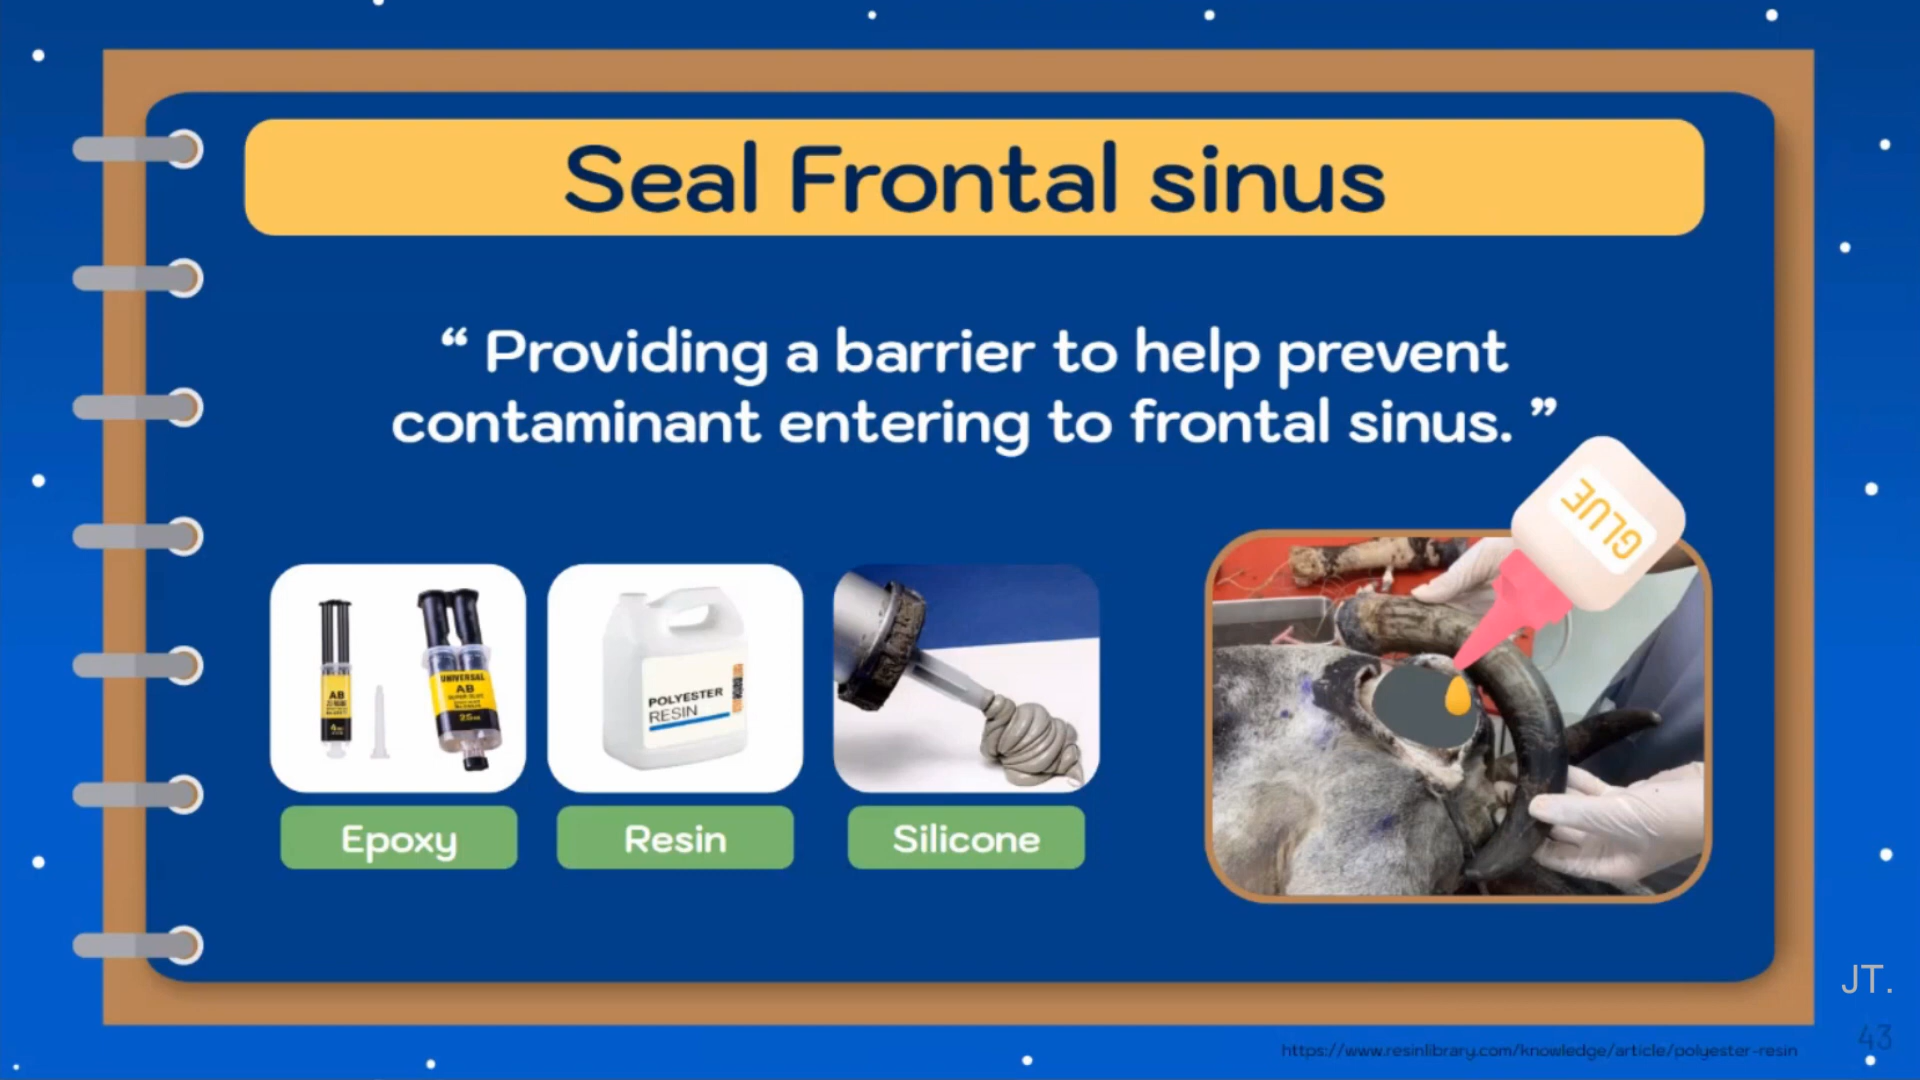 Seal Frontal sinus
“ Providing a barrier to help prevent
contaminant entering to frontal sinus. ”
GLUE
AB
UNIVERSAL
AB
25ml
POLYESTER
RESIN
Epoxy
Resin
Silicone
JT.
43
https://www.resinlibrary.com/knowledge/article/polyester-resin